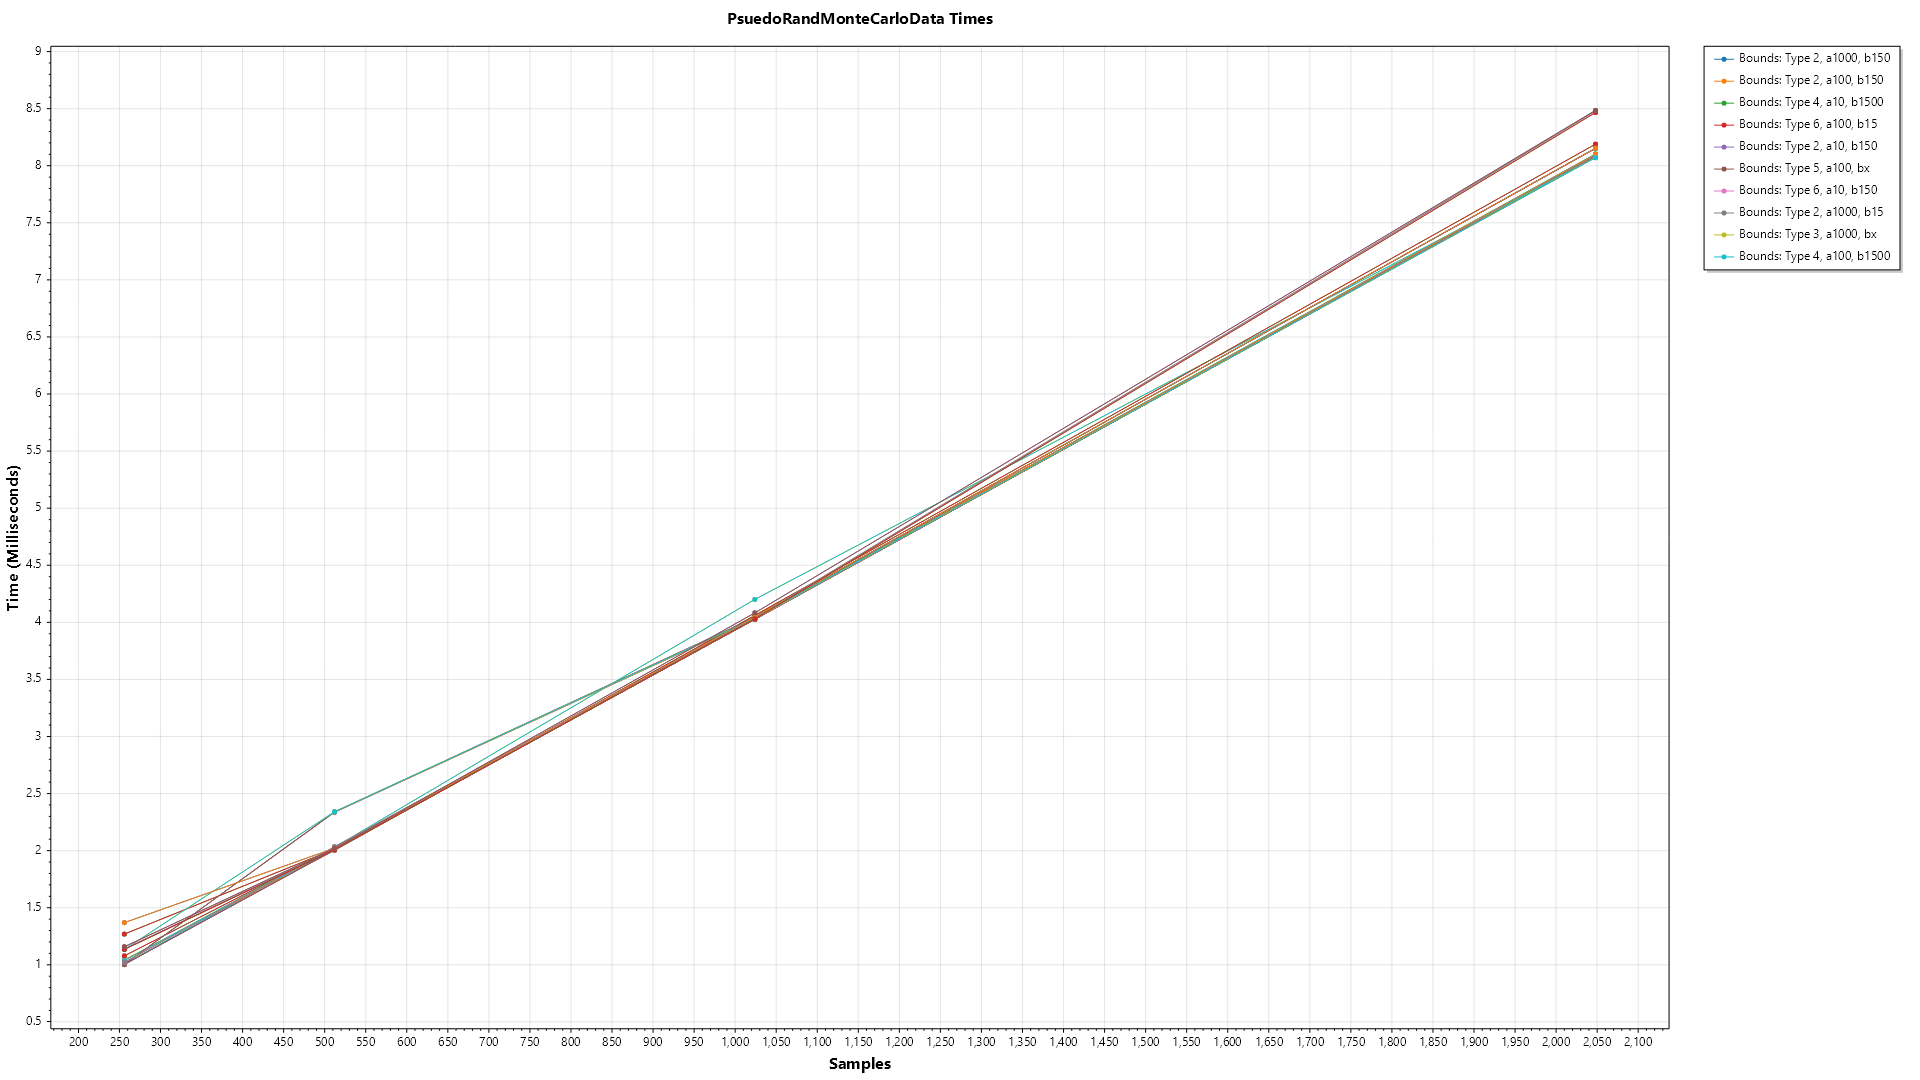 PsuedoRandMonteCarloData Times
9
8.5
8
7.5
7
6.5
6
5.5
5
4.5
4
3.5
3
2.5
2
1.5
1
0.5
Time (Milliseconds)
200 250 300 350 400 450 500 550 600 650 700 750 800 850 900 950 1,000 1,050 1,100 1,150 1,200 1,250 1,300 1,350 1,400 1,450 1,500 1,550 1,600 1,650 1,700 1,750 1,800 1,850 1,900 1,950 2,000 2,050 2,100
Samples
Bounds: Type 2, a1000, b150
Bounds: Type 2, a100, b150
Bounds: Type 4, a10, b1500
Bounds: Type 6, a100, b15
Bounds: Type 2, a10, b150
Bounds: Type 5, a100, bx
Bounds: Type 6, a10, b150
Bounds: Type 2, a1000, b15
Bounds: Type 3, a1000, bx
Bounds: Type 4, a100, b1500